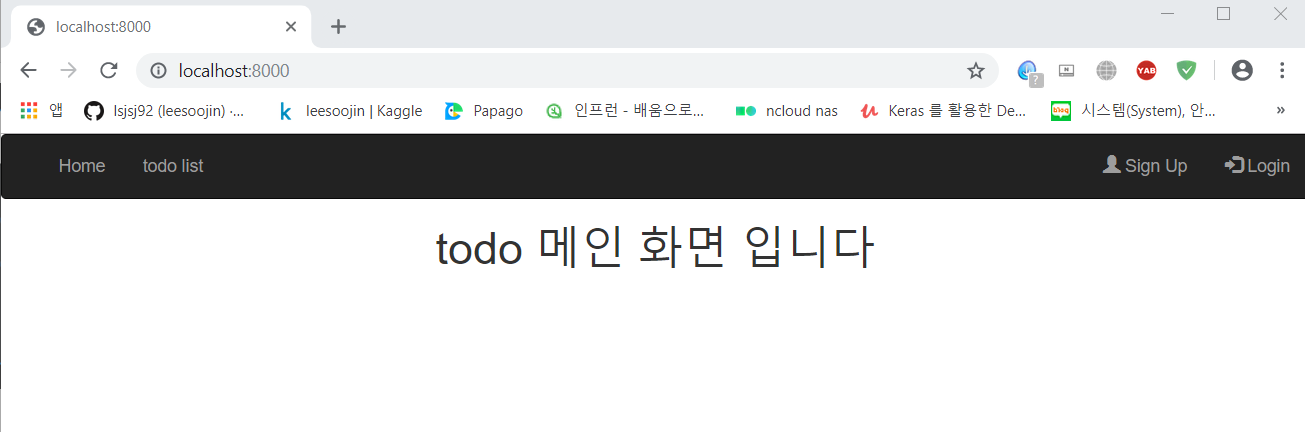 localhost:8000
localhost:8000
앱 lsjsj92 (leesoojin) ·... leesoojin | Kaggle Papago 인프런 - 배움으로... ncloud nas Keras 를 활용한 De... 시스템(System), 안... »
Home todo list Sign Up Login
todo 메인 화면 입니다